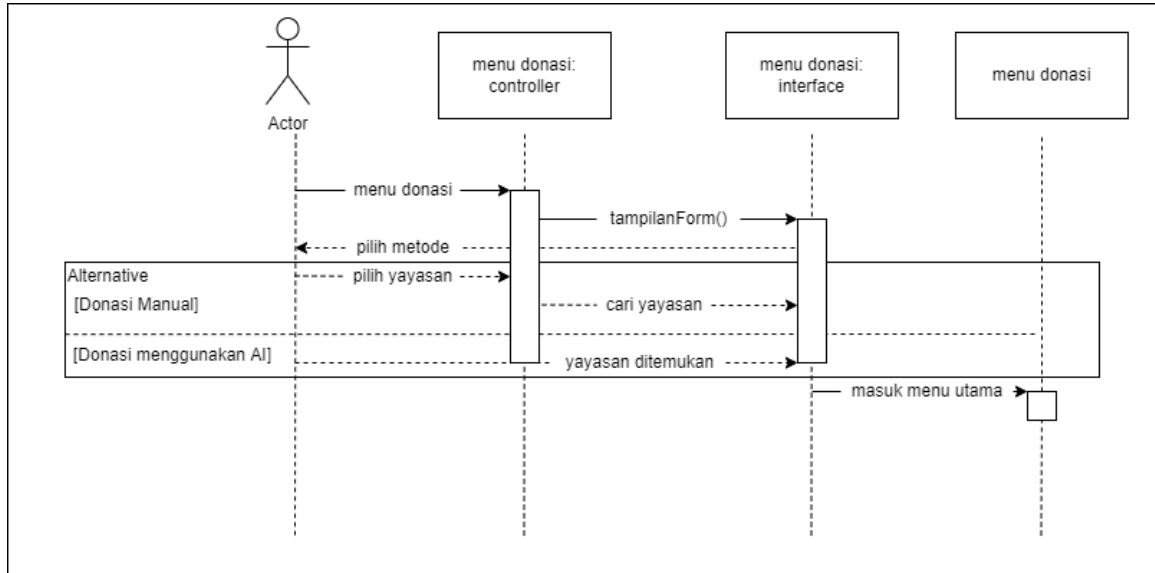 menu donasi:
controller
menu donasi:
interface
menu donasi
Actor
menu donasi
tampilanForm()
pilih metode
Alternative
pilih yayasan
[Donasi Manual]
cari yayasan
[Donasi menggunakan AI]
yayasan ditemukan
masuk menu utama